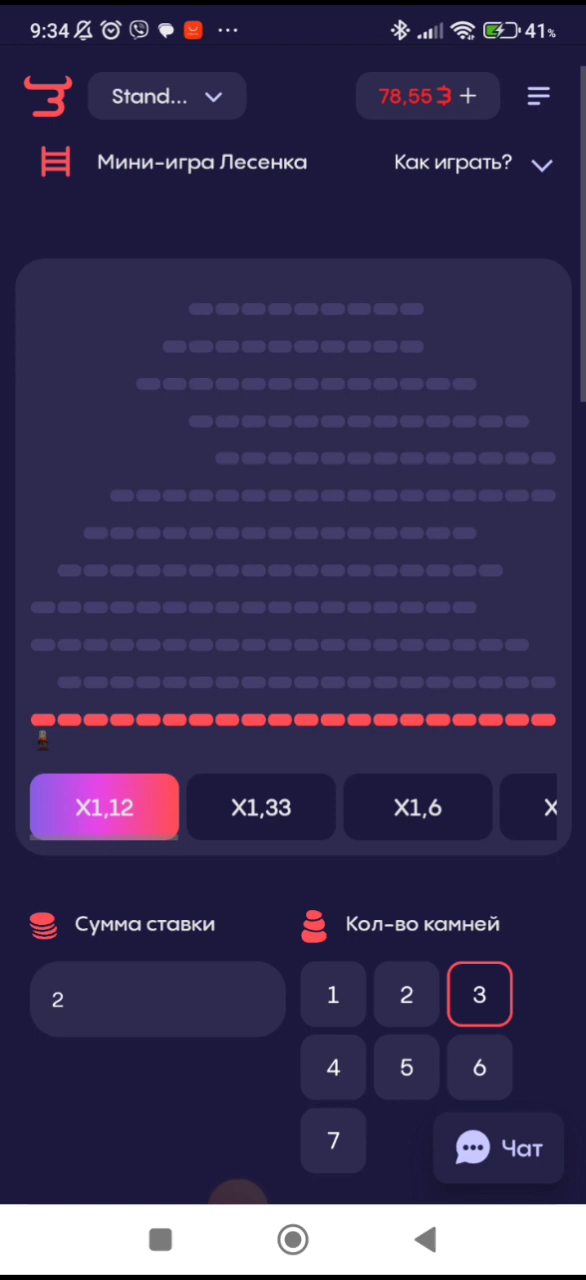 9:34 ... 41%
Stand... 78,55 +
Мини-игра Лесенка Как играть?
X1,12 X1,33 X1,6 X
Сумма ставки Кол-во камней
2 1 2 3
4 5 6
7 Чат